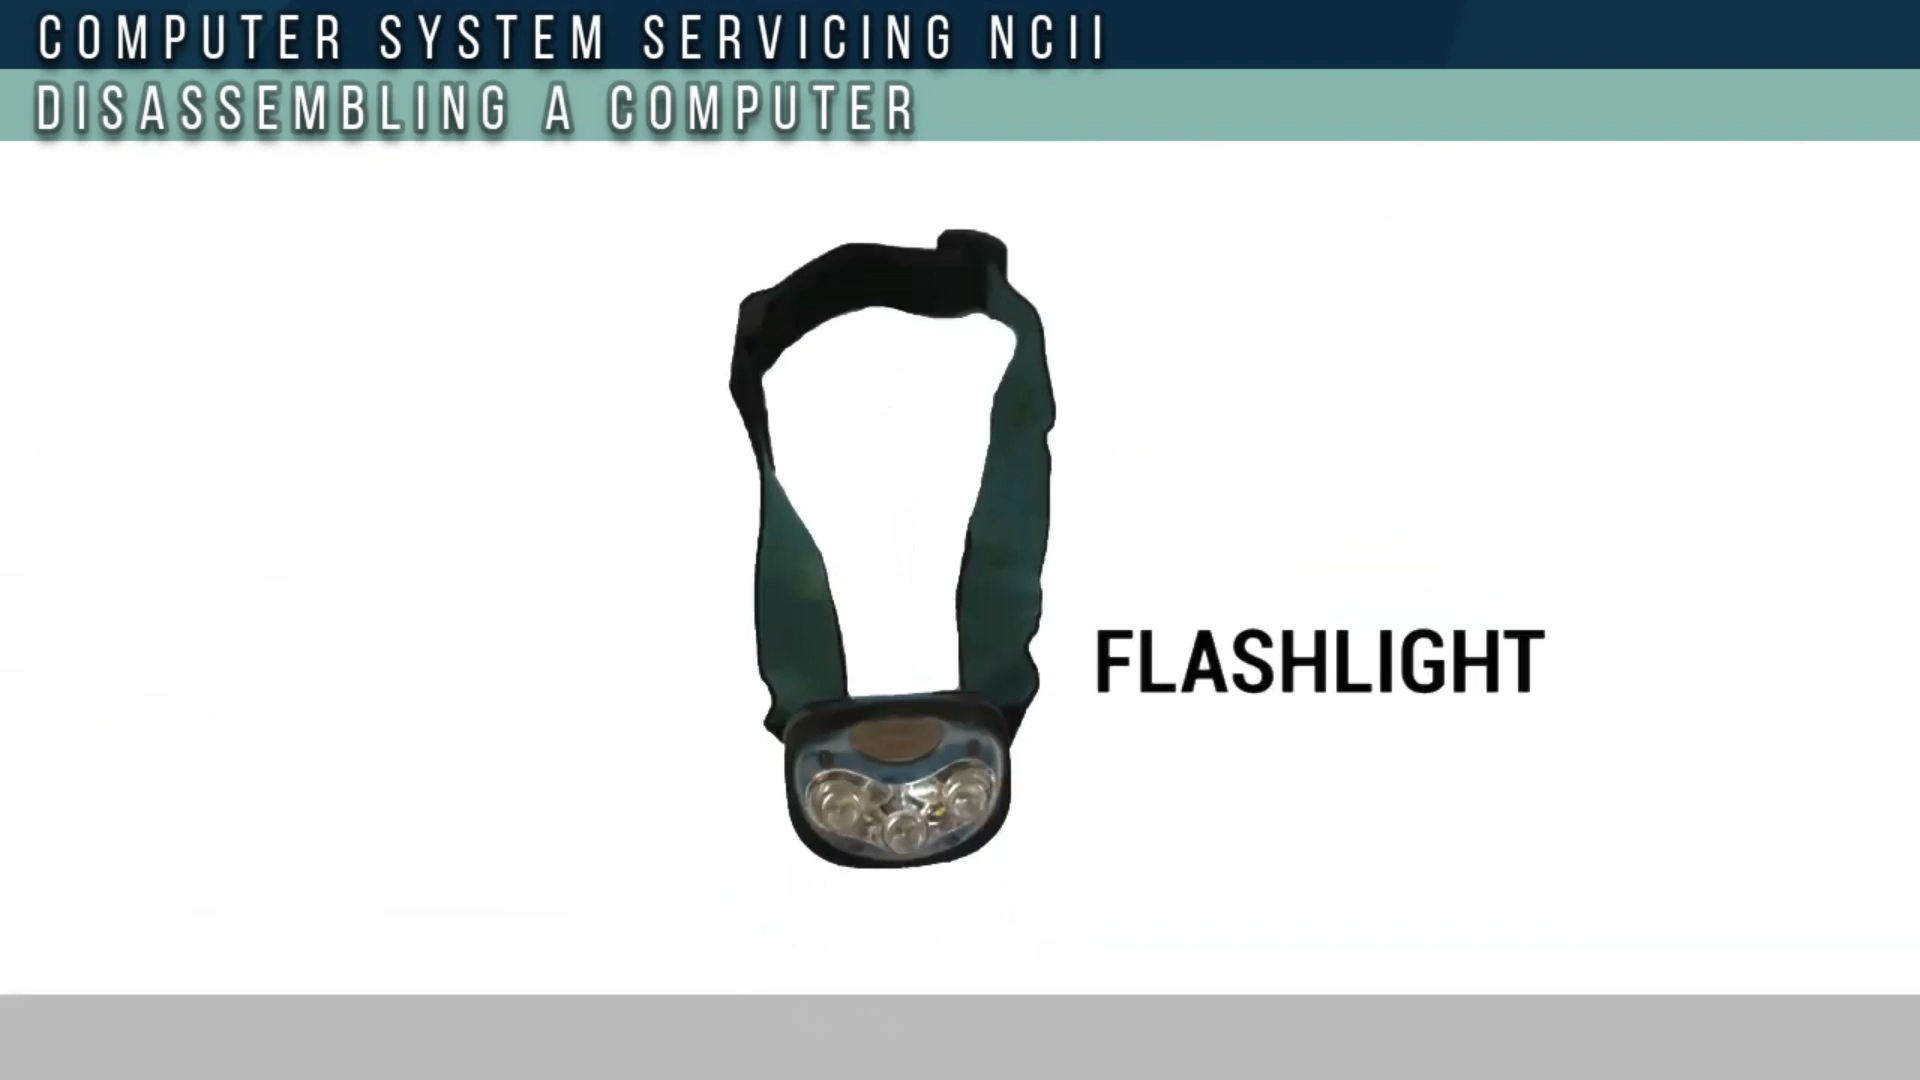 COMPUTER SYSTEM SERVICING NCII
DISASSEMBLING A COMPUTER
FLASHLIGHT